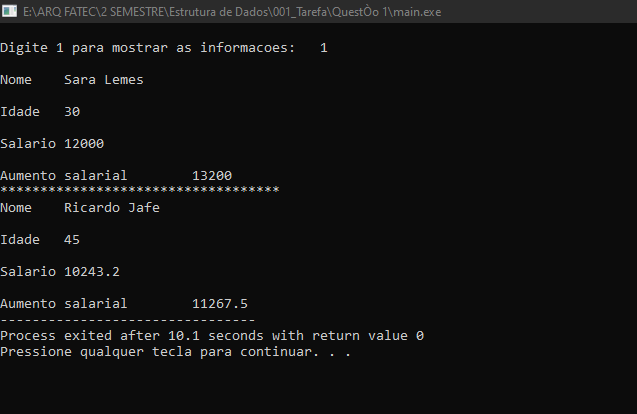 E:\ARQ FATEC\2 SEMESTRE\Estrutura de Dados\001_Tarefa\QuestÒo 1\main.exe
Digite 1 para mostrar as informacoes:   1
Nome    Sara Lemes
Idade   30
Salario 12000
Aumento salarial        13200
***********************************
Nome    Ricardo Jafe
Idade   45
Salario 10243.2
Aumento salarial        11267.5
--------------------------------
Process exited after 10.1 seconds with return value 0
Pressione qualquer tecla para continuar. . .